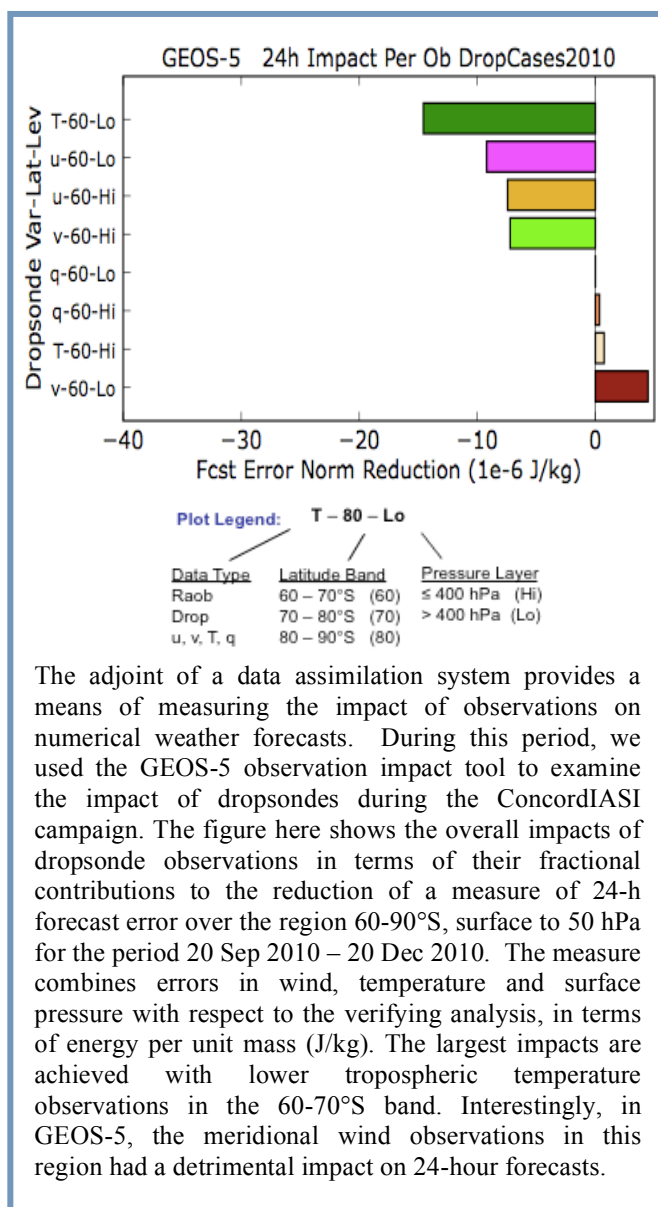 GEOS-5 24h Impact Per Ob DropCases2010
Dropsonde Var-Lat-Lev
T-60-Lo
u-60-Lo
u-60-Hi
v-60-Hi
q-60-Lo
q-60-Hi
T-60-Hi
v-60-Lo
−40 −30 −20 −10 0
Fcst Error Norm Reduction (1e-6 J/kg)
Plot Legend: T – 80 – Lo
Data Type Latitude Band Pressure Layer
Raob 60 – 70°S (60) ≤ 400 hPa (Hi)
Drop 70 – 80°S (70) > 400 hPa (Lo)
u, v, T, q 80 – 90°S (80)
The adjoint of a data assimilation system provides a
means of measuring the impact of observations on
numerical weather forecasts. During this period, we
used the GEOS-5 observation impact tool to examine
the impact of dropsondes during the ConcordIASI
campaign. The figure here shows the overall impacts of
dropsonde observations in terms of their fractional
contributions to the reduction of a measure of 24-h
forecast error over the region 60-90°S, surface to 50 hPa
for the period 20 Sep 2010 – 20 Dec 2010. The measure
combines errors in wind, temperature and surface
pressure with respect to the verifying analysis, in terms
of energy per unit mass (J/kg). The largest impacts are
achieved with lower tropospheric temperature
observations in the 60-70°S band. Interestingly, in
GEOS-5, the meridional wind observations in this
region had a detrimental impact on 24-hour forecasts.